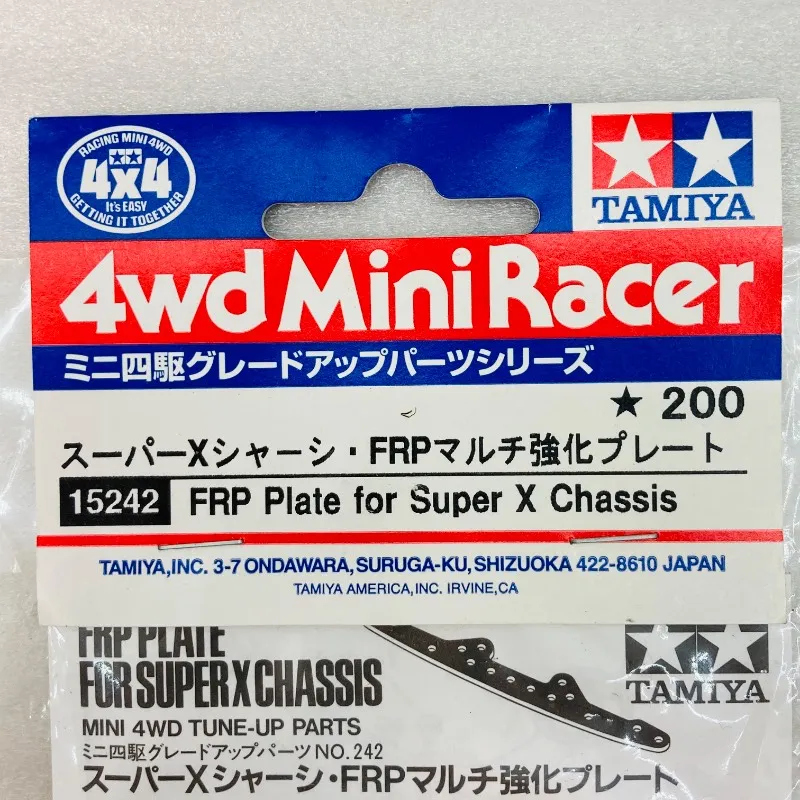 RACING MINI 4WD
4x4
It's EASY
GETTING IT TOGETHER
TAMIYA
4wd Mini Racer
ミニ四駆グレードアップパーツシリーズ
★ 200
スーパーXシャーシ・FRPマルチ強化プレート
15242 FRP Plate for Super X Chassis
TAMIYA,INC. 3-7 ONDAWARA, SURUGA-KU, SHIZUOKA 422-8610 JAPAN
TAMIYA AMERICA, INC. IRVINE, CA
FRP PLATE
FOR SUPER X CHASSIS
TAMIYA
MINI 4WD TUNE-UP PARTS
ミニ四駆グレードアップパーツ NO.242
スーパーXシャーシ・FRPマルチ強化プレート